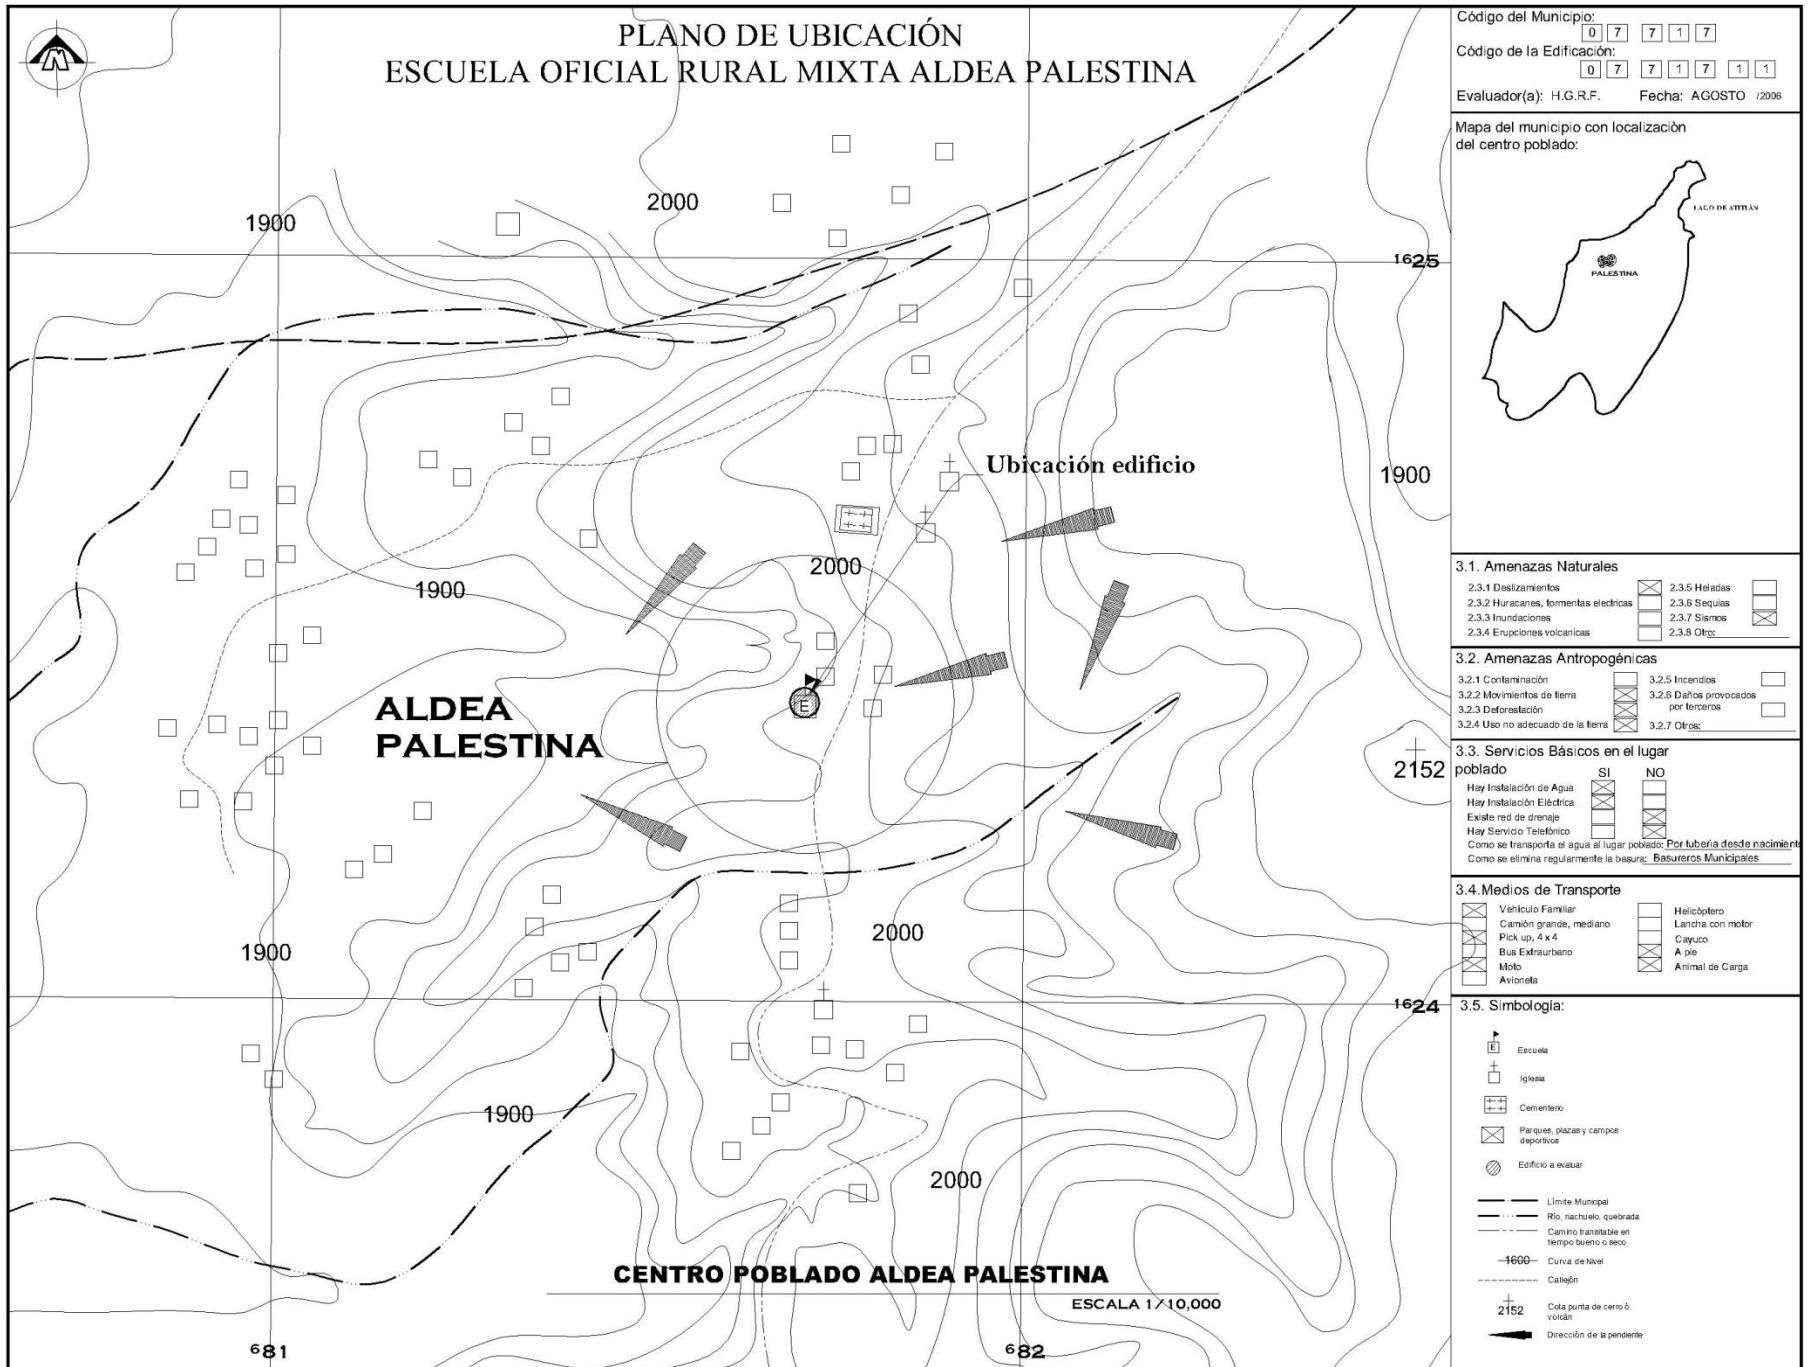 PLANO DE UBICACIÓN
ESCUELA OFICIAL RURAL MIXTA ALDEA PALESTINA
1900
2000
1625
Ubicación edificio
1900
2000
1900
ALDEA
PALESTINA
E
2152
2000
1900
1624
1900
2000
CENTRO POBLADO ALDEA PALESTINA
ESCALA 1/10,000
681
682
Código del Municipio:
0 7 7 1 7
Código de la Edificación:
0 7 7 1 7 1 1
Evaluador(a): H.G.R.F. Fecha: AGOSTO /2006
Mapa del municipio con localizaciòn
del centro poblado:
LAGO DE ATITLÁN
PALESTINA
3.1. Amenazas Naturales
2.3.1 Deslizamientos 2.3.5 Heladas
2.3.2 Huracanes, tormentas electricas 2.3.6 Sequias
2.3.3 Inundaciones 2.3.7 Sismos
2.3.4 Erupciones volcanicas 2.3.8 Otro:
3.2. Amenazas Antropogénicas
3.2.1 Contaminación 3.2.5 Incendios
3.2.2 Movimientos de tierra 3.2.6 Daños provocados
por terceros
3.2.3 Deforestación
3.2.4 Uso no adecuado de la tierra 3.2.7 Otros:
3.3. Servicios Básicos en el lugar
poblado SI NO
Hay Instalación de Agua
Hay Instalación Eléctrica
Existe red de drenaje
Hay Servicio Telefónico
Como se transporta el agua al lugar poblado: Por tubería desde nacimiento
Como se elimina regularmente la basura: Basureros Municipales
3.4.Medios de Transporte
Vehiculo Familiar Helicóptero
Camión grande, mediano Lancha con motor
Pick up, 4 x 4 Cayuco
Bus Extraurbano A pie
Moto Animal de Carga
Avioneta
3.5. Simbología:
E Escuela
Iglesia
Cementerio
Parques, plazas y campos
deportivos
Edificio a evaluar
Límite Municipal
Río, riachuelo, quebrada
Camino transitable en
tiempo bueno o seco
1600 Curva de Nivel
Callejón
2152 Cota punta de cerro ò
volcàn
Dirección de la pendiente